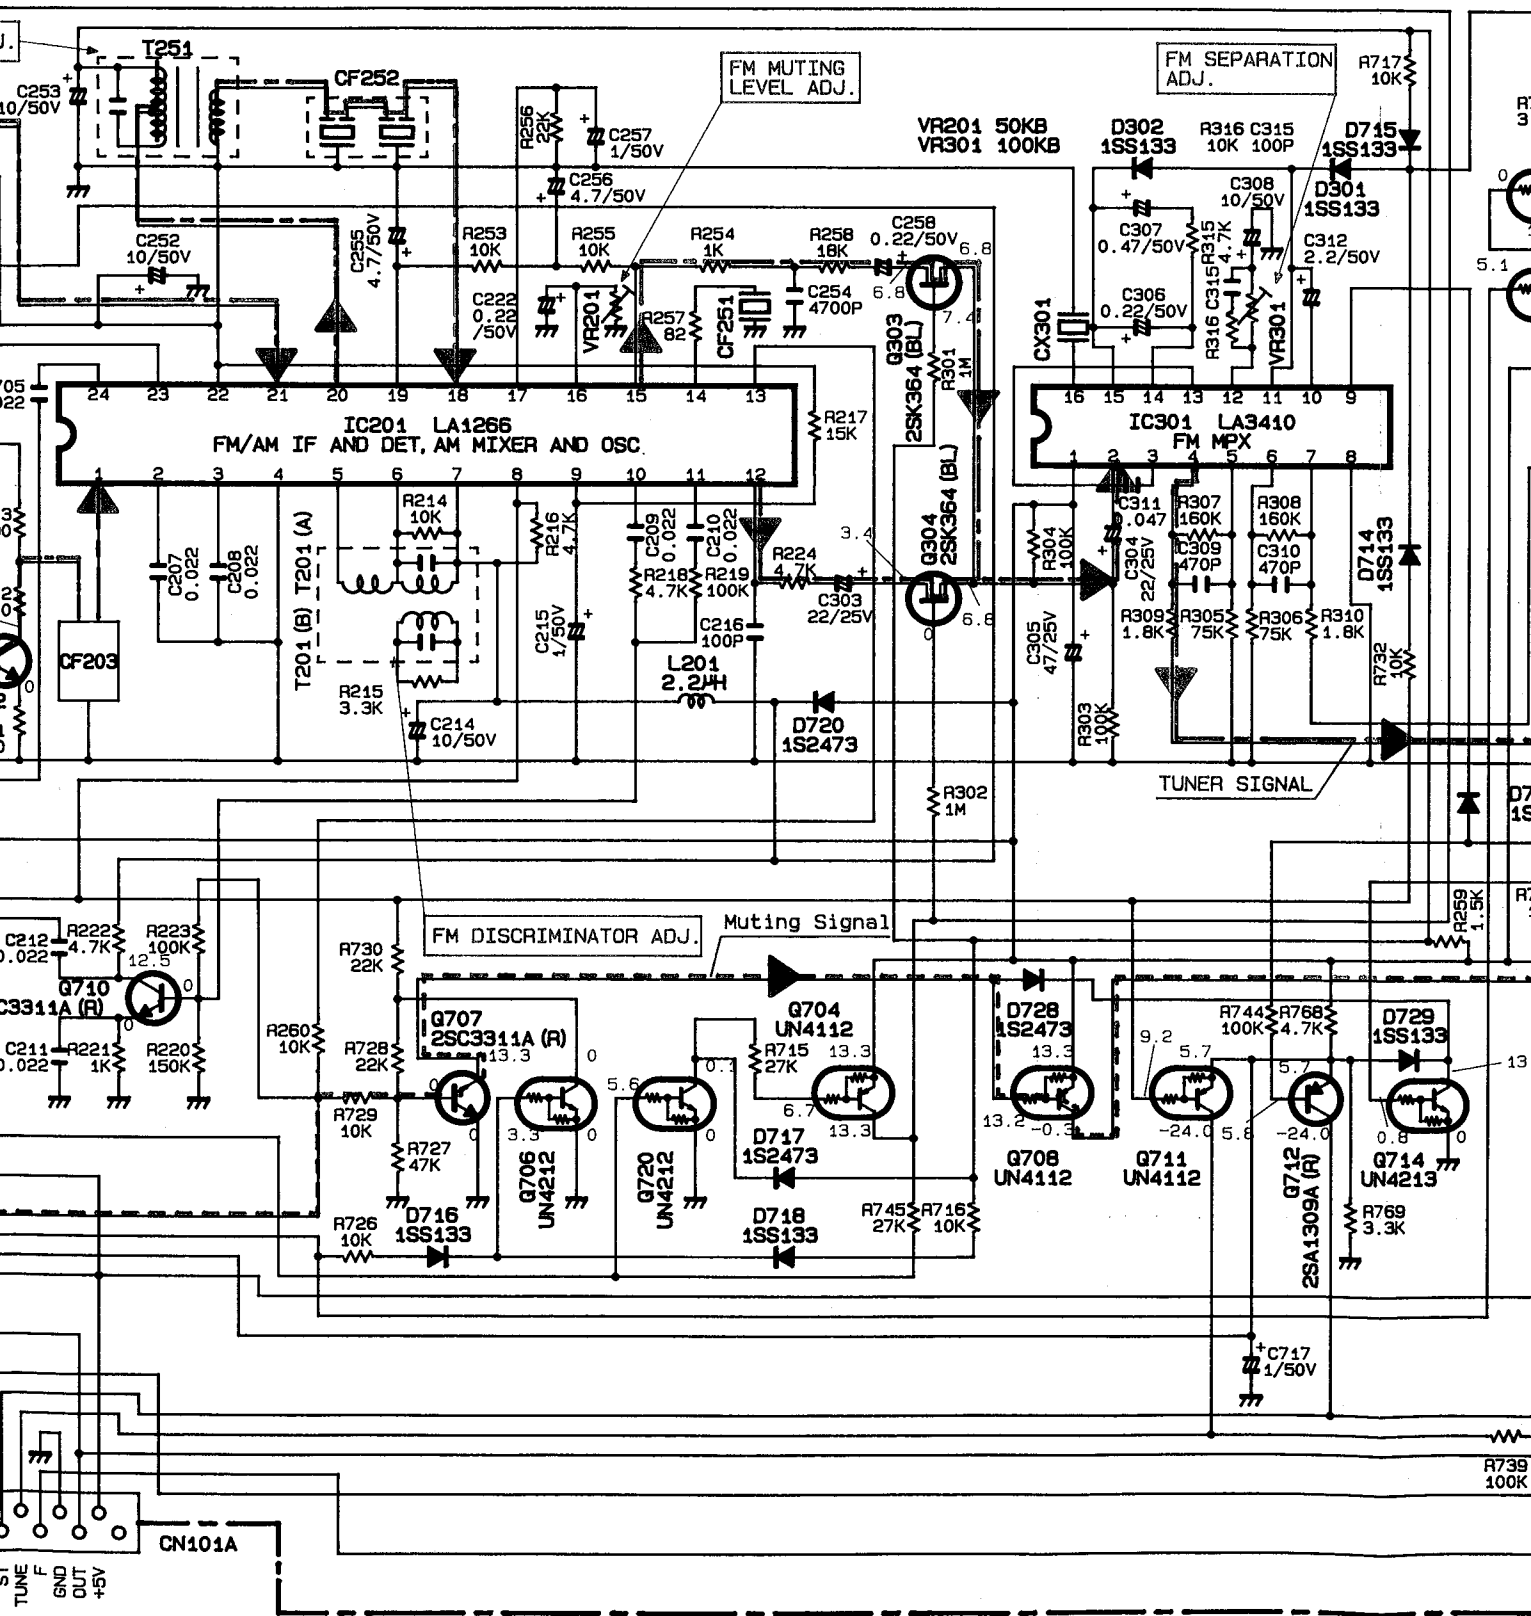 J.
T251
C253
10/50V
CF252
FM MUTING
LEVEL ADJ.
FM SEPARATION
ADJ.
R717
10K
R256
22K
C257
1/50V
VR201 50KB
VR301 100KB
D302
1SS133
R316 C315
10K 100P
D715
1SS133
C256
4.7/50V
C308
10/50V
D301
1SS133
0
C252
10/50V
C255
4.7/50V
R253
10K
R255
10K
R254
1K
R258
18K
C258
0.22/50V
6.8
C307
0.47/50V
R315
4.7K
C312
2.2/50V
5.1
C222
0.22
/50V
VR201
R257
82
CF251
C254
4700P
6.8
7.4
Q303
2SK364 (BL)
R301
1M
CX301
C306
0.22/50V
C315
R316
VR301
24 23 22 21 20 19 18 17 16 15 14 13
IC201 LA1266
FM/AM IF AND DET, AM MIXER AND OSC
1 2 3 4 5 6 7 8 9 10 11 12
R217
15K
16 15 14 13 12 11 10 9
IC301 LA3410
FM MPX
1 2 3 4 5 6 7 8
R214
10K
T201 (A)
T201 (B)
R216
4.7K
C209
0.022
C210
0.022
C207
0.022
C208
0.022
R218
4.7K
R219
100K
R224
4.7K
3.4
Q304
2SK364 (BL)
R304
100K
C311
0.047
C304
22/25V
R307
160K
R308
160K
C309
470P
C310
470P
D714
1SS133
C303
22/25V
6.8
0
C215
1/50V
C216
100P
C305
47/25V
R309
1.8K
R305
75K
R306
75K
R310
1.8K
R732
10K
CF203
0
R215
3.3K
C214
10/50V
L201
2.2μH
D720
1S2473
R303
100K
TUNER SIGNAL
R302
1M
FM DISCRIMINATOR ADJ.
Muting Signal
R259
1.5K
C212
0.022
R222
4.7K
R223
100K
12.5
Q710
C3311A (R)
0
0
R730
22K
C211
0.022
R221
1K
R220
150K
R260
10K
R728
22K
Q707
2SC3311A (R)
13.3
0
0
5.6
0.1
R715
27K
Q704
UN4112
13.3
D728
1S2473
13.3
9.2
5.7
R744
100K
R768
4.7K
D729
1SS133
5.7
13
R729
10K
R727
47K
0
3.3
0
Q706
UN4212
Q720
UN4212
0
6.7
13.3
D717
1S2473
13.2
-0.3
Q708
UN4112
-24.0
Q711
UN4112
5.8
-24.0
Q712
2SA1309A (R)
0.8
0
Q714
UN4213
R726
10K
D716
1SS133
D718
1SS133
R745
27K
R716
10K
R769
3.3K
C717
1/50V
R739
100K
CN101A
ST
TUNE
F
GND
OUT
+5V